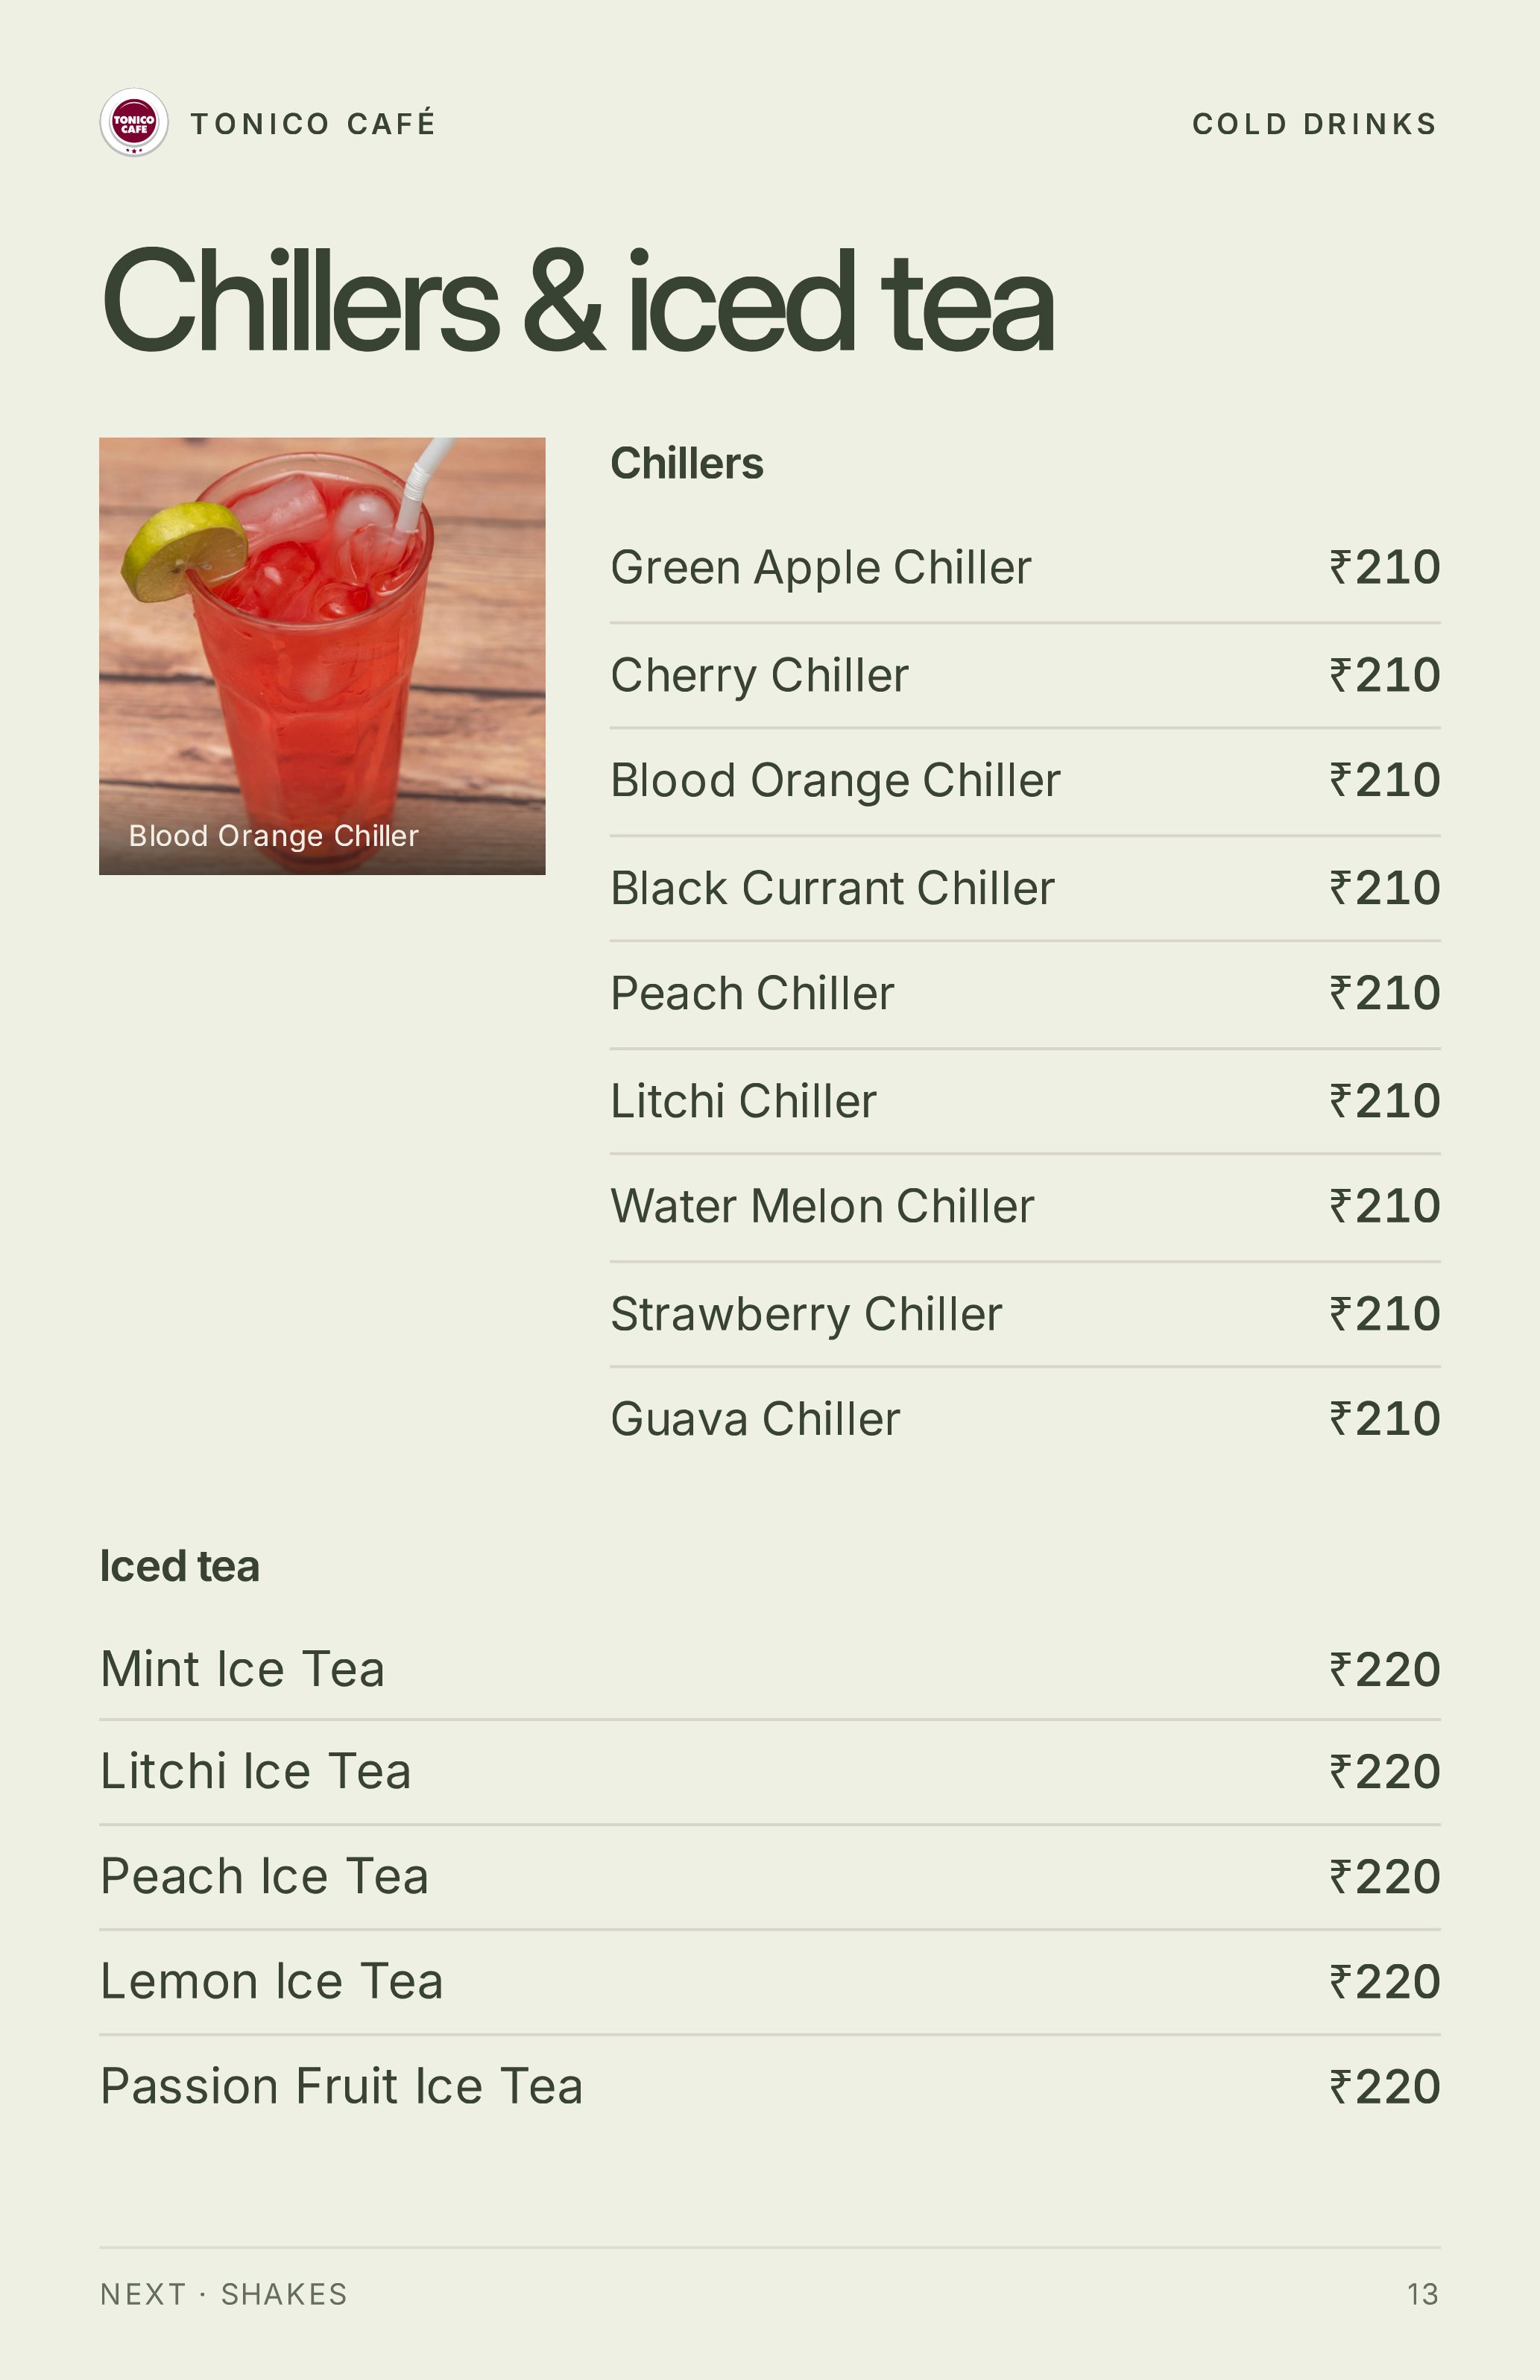 TONICO CAFE
TONICO CAFÉ
COLD DRINKS
Chillers & iced tea
Blood Orange Chiller
Chillers
Green Apple Chiller ₹210
Cherry Chiller ₹210
Blood Orange Chiller ₹210
Black Currant Chiller ₹210
Peach Chiller ₹210
Litchi Chiller ₹210
Water Melon Chiller ₹210
Strawberry Chiller ₹210
Guava Chiller ₹210
Iced tea
Mint Ice Tea ₹220
Litchi Ice Tea ₹220
Peach Ice Tea ₹220
Lemon Ice Tea ₹220
Passion Fruit Ice Tea ₹220
NEXT · SHAKES
13